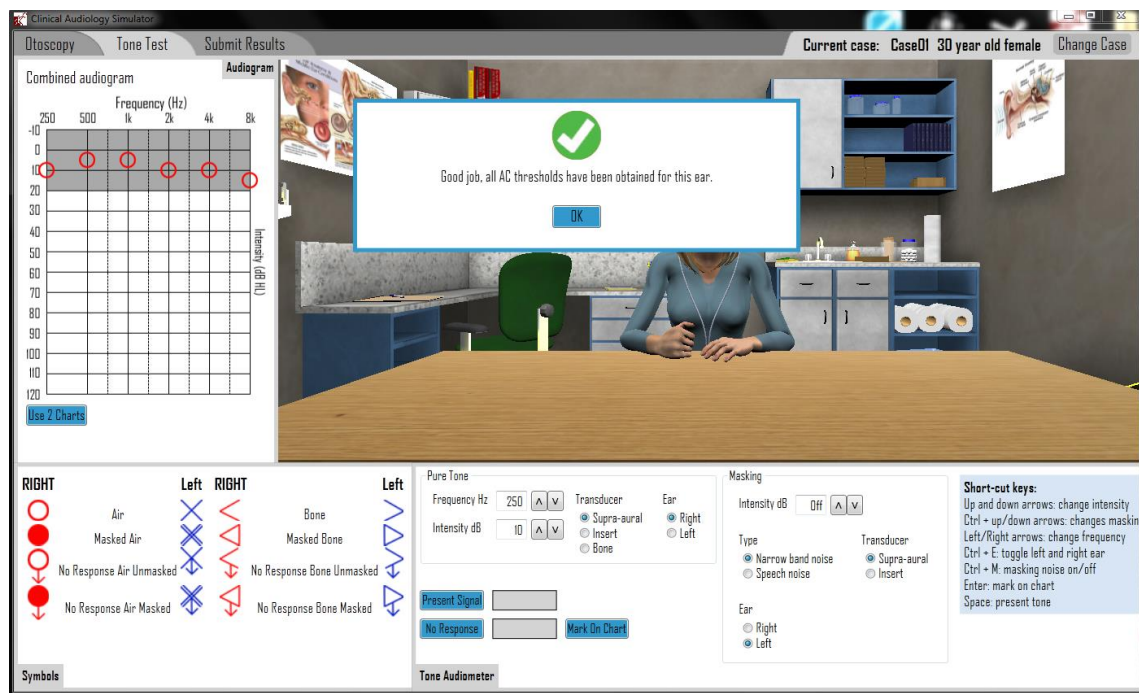 Clinical Audiology Simulator
Otoscopy Tone Test Submit Results
Current case: Case01 30 year old female Change Case
Audiogram
Combined audiogram
Frequency (Hz)
250 500 1k 2k 4k 8k
-10
0
10
20
30
40
50
60
70
80
90
100
110
120
Intensity (dB HL)
Use 2 Charts
Good job, all AC thresholds have been obtained for this ear.
OK
RIGHT Left RIGHT Left
Air Bone
Masked Air Masked Bone
No Response Air Unmasked No Response Bone Unmasked
No Response Air Masked No Response Bone Masked
Symbols
Pure Tone
Frequency Hz 250 Transducer Ear
Supra-aural Right
Intensity dB 10 Insert Left
Bone
Present Signal
No Response Mark On Chart
Tone Audiometer
Masking
Intensity dB Off
Type Transducer
Narrow band noise Supra-aural
Speech noise Insert
Ear
Right
Left
Short-cut keys:
Up and down arrows: change intensity
Ctrl + up/down arrows: changes maskin
Left/Right arrows: change frequency
Ctrl + E: toggle left and right ear
Ctrl + M: masking noise on/off
Enter: mark on chart
Space: present tone